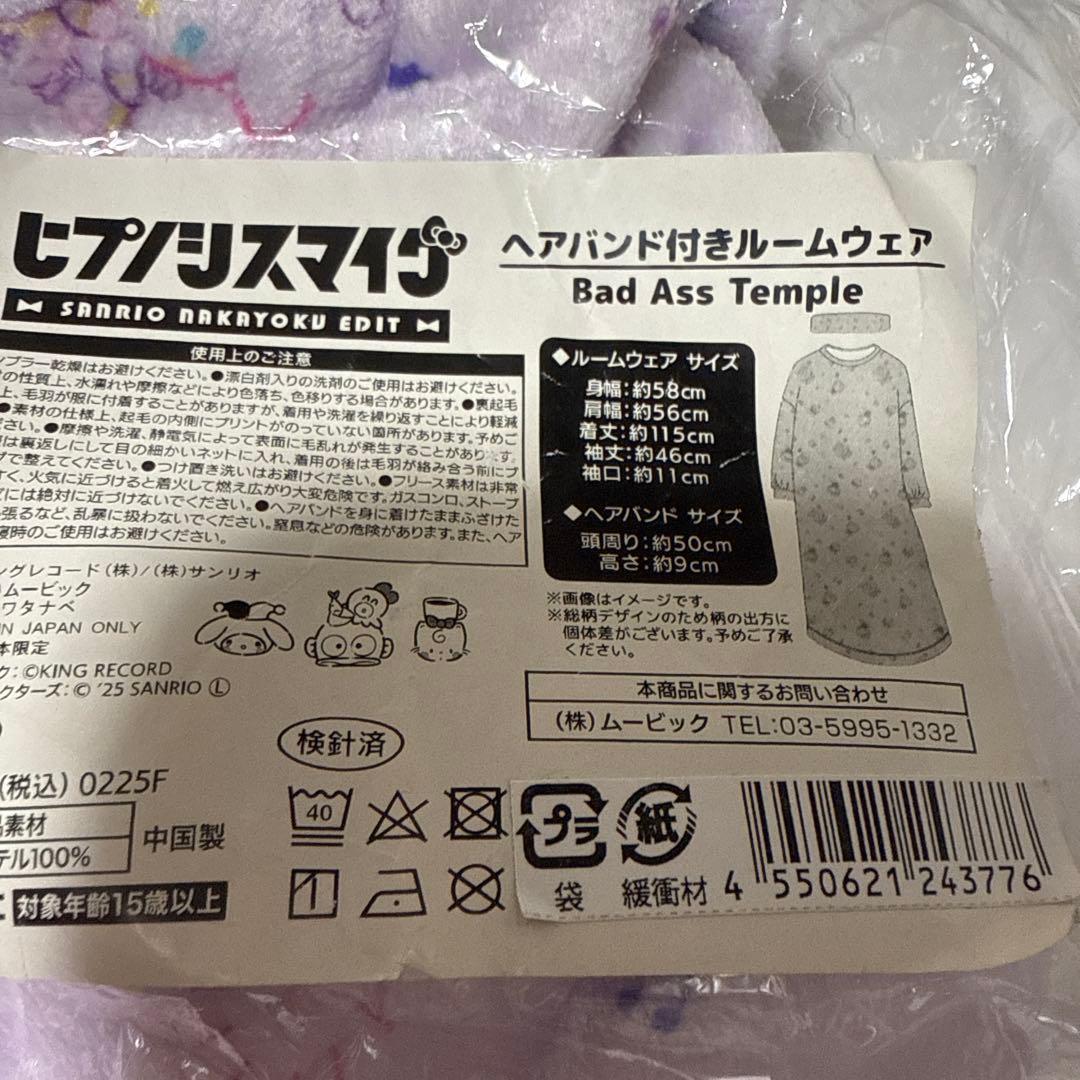 ヒプノシスマイク
SANRIO NAKAYOKU EDIT
ヘアバンド付きルームウェア
Bad Ass Temple
使用上のご注意
ンブラー乾燥はお避けください。●漂白剤入りの洗剤のご使用はお避けください。
の性質上、水濡れや摩擦などにより色落ち、色移りする場合があります。●裏起毛
上、毛羽が服に付着することがありますが、着用や洗濯を繰り返すことにより軽減
ださい。●素材の仕様上、起毛の内側にプリントがのっていない箇所があります。予めご
ださい。●摩擦や洗濯、静電気によって表面に毛乱れが発生することがあります。
は裏返しにして目の細かいネットに入れ、着用の後は毛羽が絡み合う前にブ
で整えてください。●つけ置き洗いはお避けください。●フリース素材は非常
すく、火気に近づけると着火して燃え広がり大変危険です。ガスコンロ、ストーブ
には絶対に近づけないでください。●ヘアバンドを身に着けたままふざけた
張るなど、乱暴に扱わないでください。窒息などの危険があります。また、ヘア
寝時のご使用はお避けください。
ングレコード(株)/(株)サンリオ
ムービック
ワタナベ
IN JAPAN ONLY
本限定
ク:©KING RECORD
クターズ:© '25 SANRIO Ⓛ
◆ルームウェア サイズ
身幅:約58cm
肩幅:約56cm
着丈:約115cm
袖丈:約46cm
袖口:約11cm
◆ヘアバンド サイズ
頭周り:約50cm
高さ:約9cm
※画像はイメージです。
※総柄デザインのため柄の出方に
個体差がございます。予めご了承
ください。
本商品に関するお問い合わせ
(株)ムービック TEL:03-5995-1332
検針済
(税込) 0225F
品素材
テル100%
中国製
対象年齢15歳以上
40
プラ
紙
袋
緩衝材
4 550621 243776